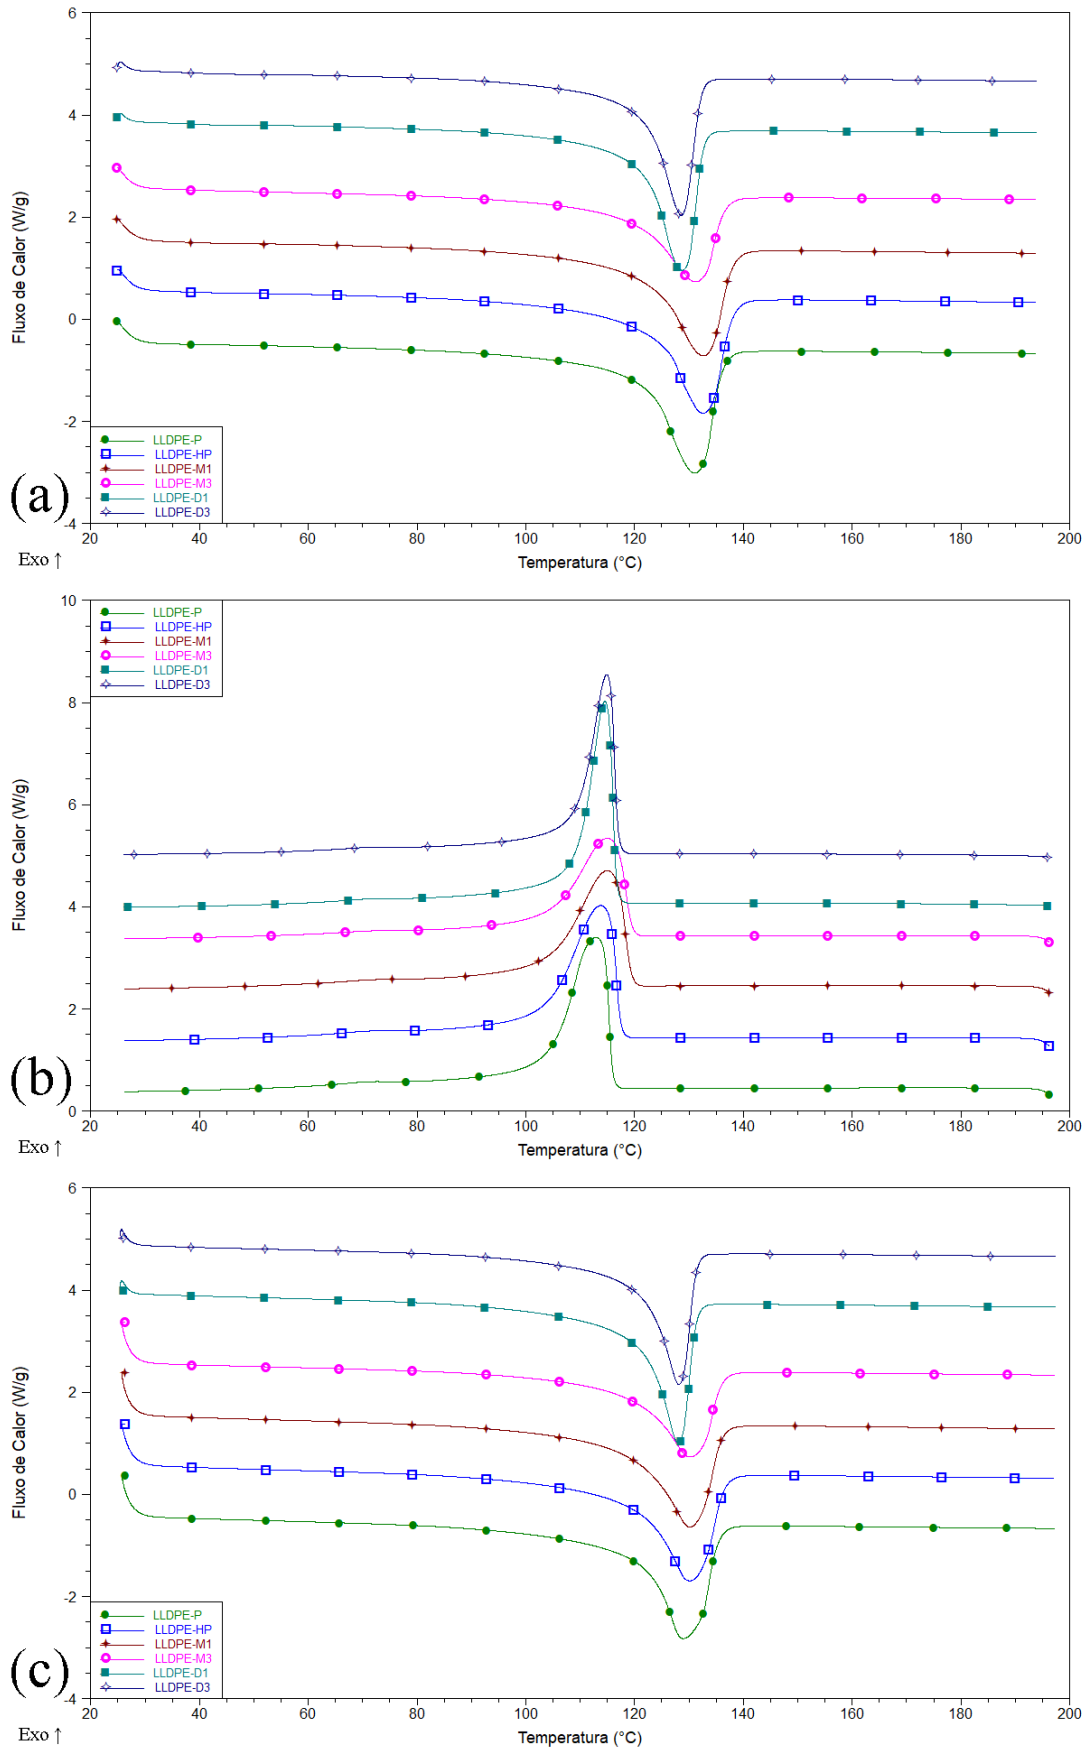 6
4
2
0
-2
-4
Fluxo de Calor (W/g)
LLDPE-P
LLDPE-HP
LLDPE-M1
LLDPE-M3
LLDPE-D1
LLDPE-D3
(a)
20 40 60 80 100 120 140 160 180 200
Exo ↑
Temperatura (°C)
10
8
6
4
2
0
Fluxo de Calor (W/g)
LLDPE-P
LLDPE-HP
LLDPE-M1
LLDPE-M3
LLDPE-D1
LLDPE-D3
(b)
20 40 60 80 100 120 140 160 180 200
Exo ↑
Temperatura (°C)
6
4
2
0
-2
-4
Fluxo de Calor (W/g)
LLDPE-P
LLDPE-HP
LLDPE-M1
LLDPE-M3
LLDPE-D1
LLDPE-D3
(c)
20 40 60 80 100 120 140 160 180 200
Exo ↑
Temperatura (°C)